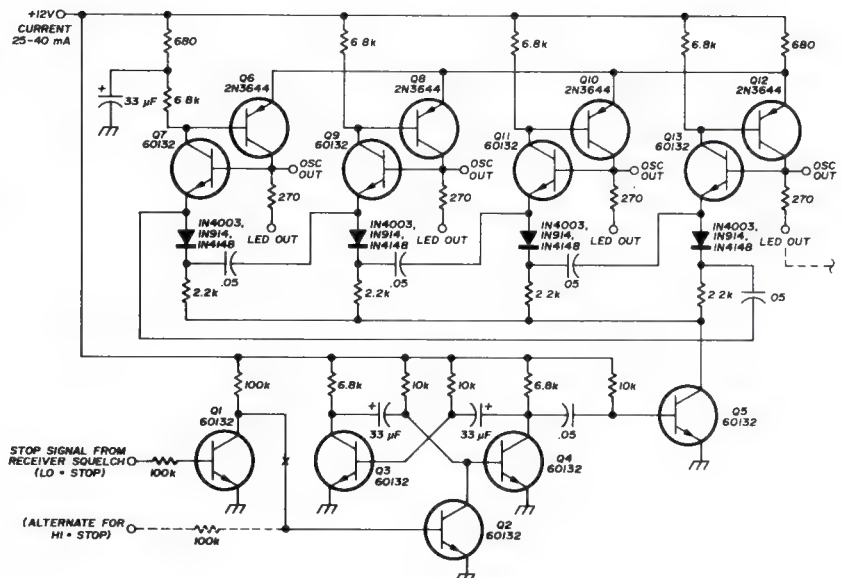 +12V
CURRENT
25-40 mA
680
6.8k
6.8k
6.8k
680
+
33 µF
6.8k
Q6
2N3644
Q8
2N3644
Q10
2N3644
Q12
2N3644
Q7
60132
Q9
60132
Q11
60132
Q13
60132
OSC
OUT
OSC
OUT
OSC
OUT
OSC
OUT
270
270
270
270
LED OUT
LED OUT
LED OUT
LED OUT
IN4003,
IN914,
IN4148
IN4003,
IN914,
IN4148
IN4003,
IN914,
IN4148
IN4003,
IN914,
IN4148
.05
.05
.05
.05
2.2k
2.2k
2.2k
2.2k
100k
6.8k
10k
10k
6.8k
10k
Q1
60132
+
33 µF
33 µF
+
.05
Q5
60132
STOP SIGNAL FROM
RECEIVER SQUELCH
(LO = STOP)
100k
X
Q3
60132
Q4
60132
(ALTERNATE FOR
HI = STOP)
100k
Q2
60132